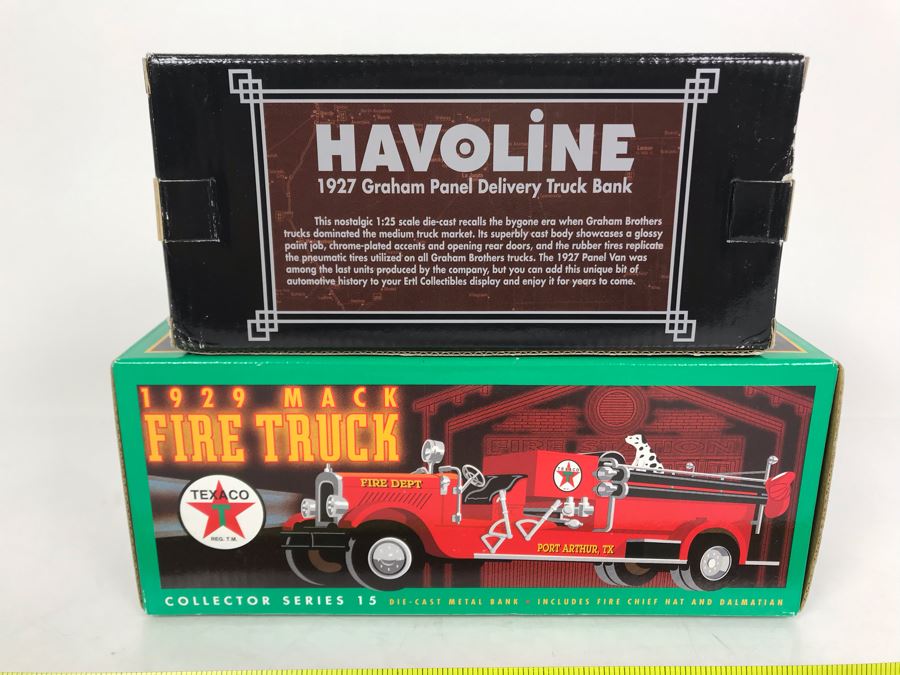 HAVOLINE
1927 Graham Panel Delivery Truck Bank
This nostalgic 1:25 scale die-cast recalls the bygone era when Graham Brothers
trucks dominated the medium truck market. Its superbly cast body showcases a glossy
paint job, chrome-plated accents and opening rear doors, and the rubber tires replicate
the pneumatic tires utilized on all Graham Brothers trucks. The 1927 Panel Van was
among the last units produced by the company, but you can add this unique bit of
automotive history to your Ertl Collectibles display and enjoy it for years to come.
1929 MACK
FIRE TRUCK
FIRE STATION
TEXACO
T
REG. T.M.
FIRE DEPT
T
PORT ARTHUR, TX
COLLECTOR SERIES 15 DIE-CAST METAL BANK • INCLUDES FIRE CHIEF HAT AND DALMATIAN